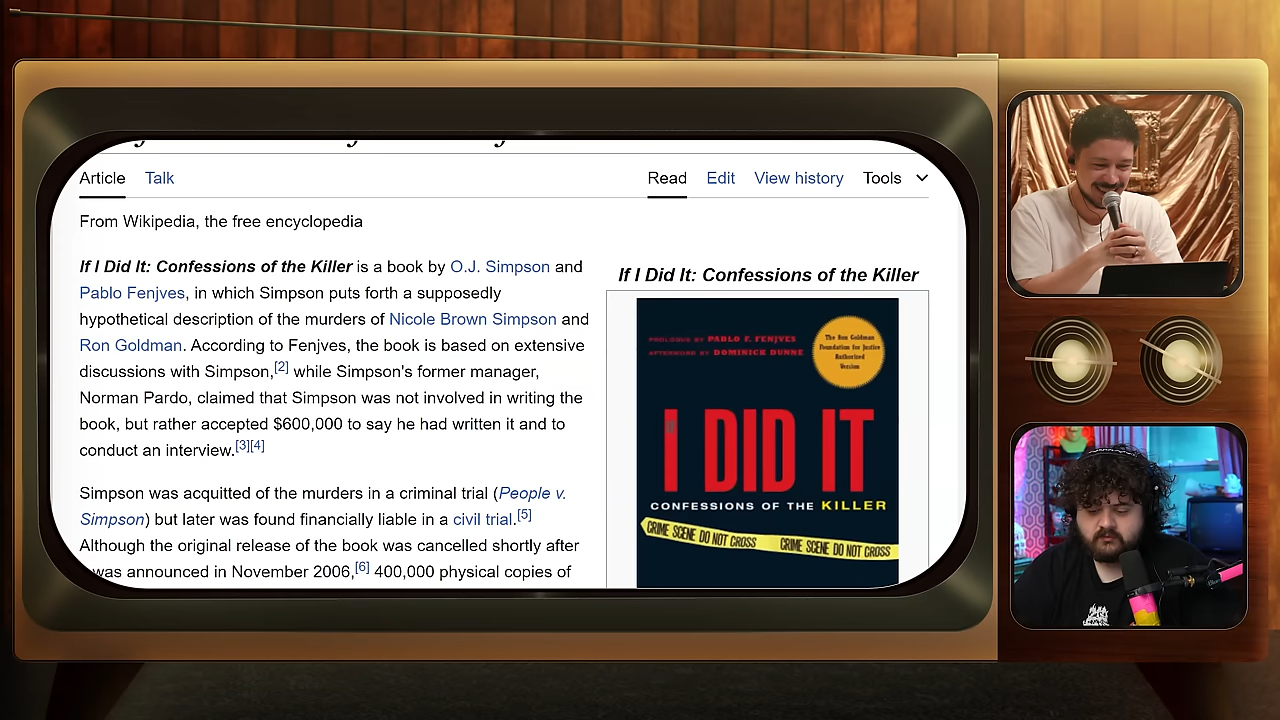 Article Talk Read Edit View history Tools
From Wikipedia, the free encyclopedia
If I Did It: Confessions of the Killer is a book by O.J. Simpson and
Pablo Fenjves, in which Simpson puts forth a supposedly
hypothetical description of the murders of Nicole Brown Simpson and
Ron Goldman. According to Fenjves, the book is based on extensive
discussions with Simpson,[2] while Simpson's former manager,
Norman Pardo, claimed that Simpson was not involved in writing the
book, but rather accepted $600,000 to say he had written it and to
conduct an interview.[3][4]
Simpson was acquitted of the murders in a criminal trial (People v.
Simpson) but later was found financially liable in a civil trial.[5]
Although the original release of the book was cancelled shortly after
was announced in November 2006,[6] 400,000 physical copies of
If I Did It: Confessions of the Killer
PROLOGUE BY PABLO F. FENJVES
AFTERWORD BY DOMINICK DUNNE
The Ron Goldman
Foundation for Justice
Authorized
Version
I DID IT
CONFESSIONS OF THE KILLER
CRIME SCENE DO NOT CROSS CRIME SCENE DO NOT CROSS